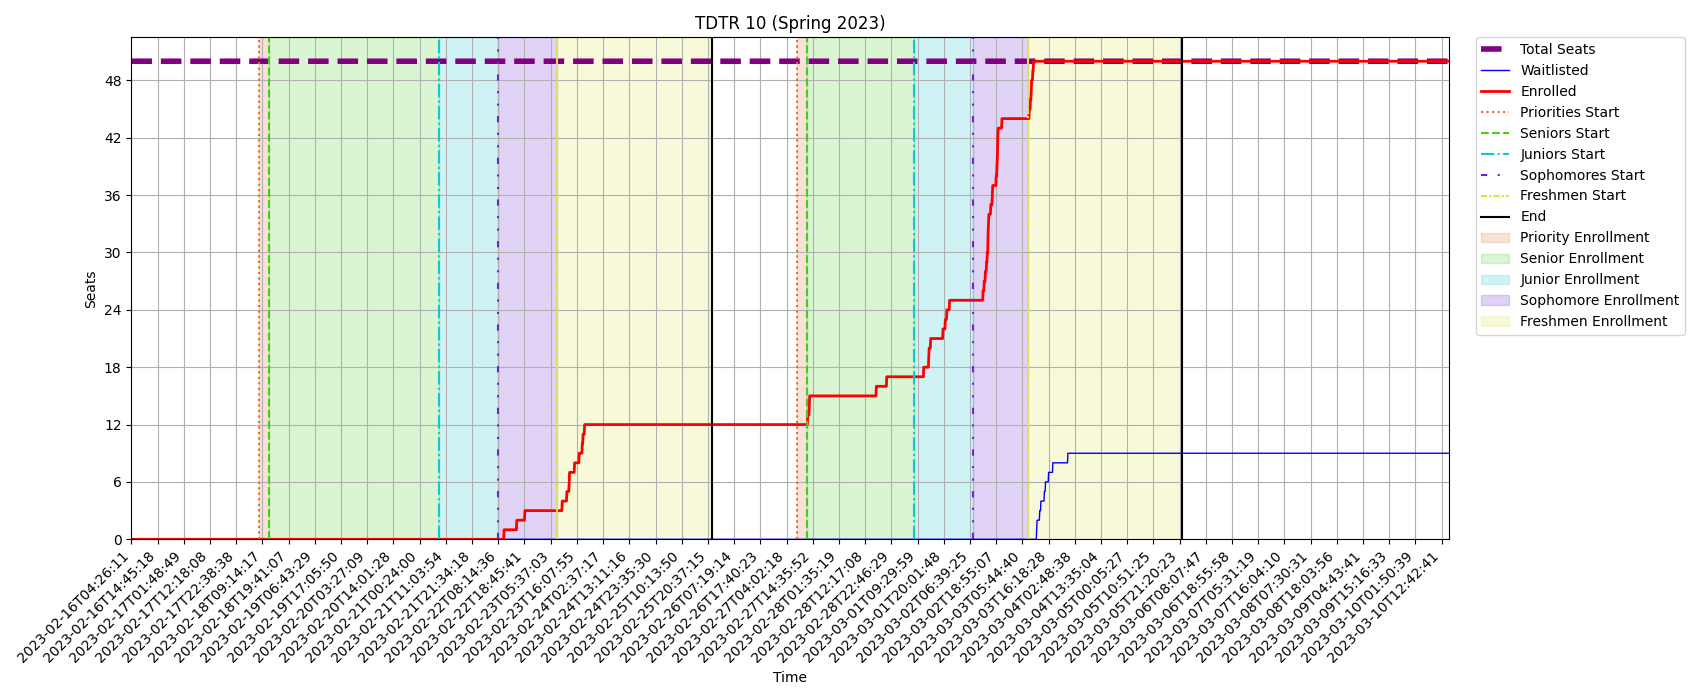 TDTR 10 (Spring 2023)
Total Seats
Waitlisted
Enrolled
Priorities Start
Seniors Start
Juniors Start
Sophomores Start
Freshmen Start
End
Priority Enrollment
Senior Enrollment
Junior Enrollment
Sophomore Enrollment
Freshmen Enrollment
Seats
48
42
36
30
24
18
12
6
0
2023-02-16T04:26:11
2023-02-16T14:45:18
2023-02-17T01:48:49
2023-02-17T12:18:08
2023-02-17T22:38:38
2023-02-18T09:14:17
2023-02-18T19:41:07
2023-02-19T06:43:29
2023-02-19T17:05:50
2023-02-20T03:27:09
2023-02-20T14:01:28
2023-02-21T00:24:00
2023-02-21T11:03:54
2023-02-21T21:34:18
2023-02-22T08:14:36
2023-02-22T18:45:41
2023-02-23T05:37:03
2023-02-23T16:07:55
2023-02-24T02:37:17
2023-02-24T13:11:16
2023-02-24T23:35:30
2023-02-25T10:13:50
2023-02-25T20:37:15
2023-02-26T07:19:14
2023-02-26T17:40:23
2023-02-27T04:02:18
2023-02-27T14:35:52
2023-02-28T01:35:19
2023-02-28T12:17:08
2023-02-28T22:46:29
2023-03-01T09:29:59
2023-03-01T20:01:48
2023-03-02T06:39:25
2023-03-02T18:55:07
2023-03-03T05:44:40
2023-03-03T16:18:28
2023-03-04T02:48:38
2023-03-04T13:35:04
2023-03-05T00:05:27
2023-03-05T10:51:25
2023-03-05T21:20:23
2023-03-06T08:07:47
2023-03-06T18:55:58
2023-03-07T05:31:19
2023-03-07T16:04:10
2023-03-08T07:30:31
2023-03-08T18:03:56
2023-03-09T04:43:41
2023-03-09T15:16:33
2023-03-10T01:50:39
2023-03-10T12:42:41
Time